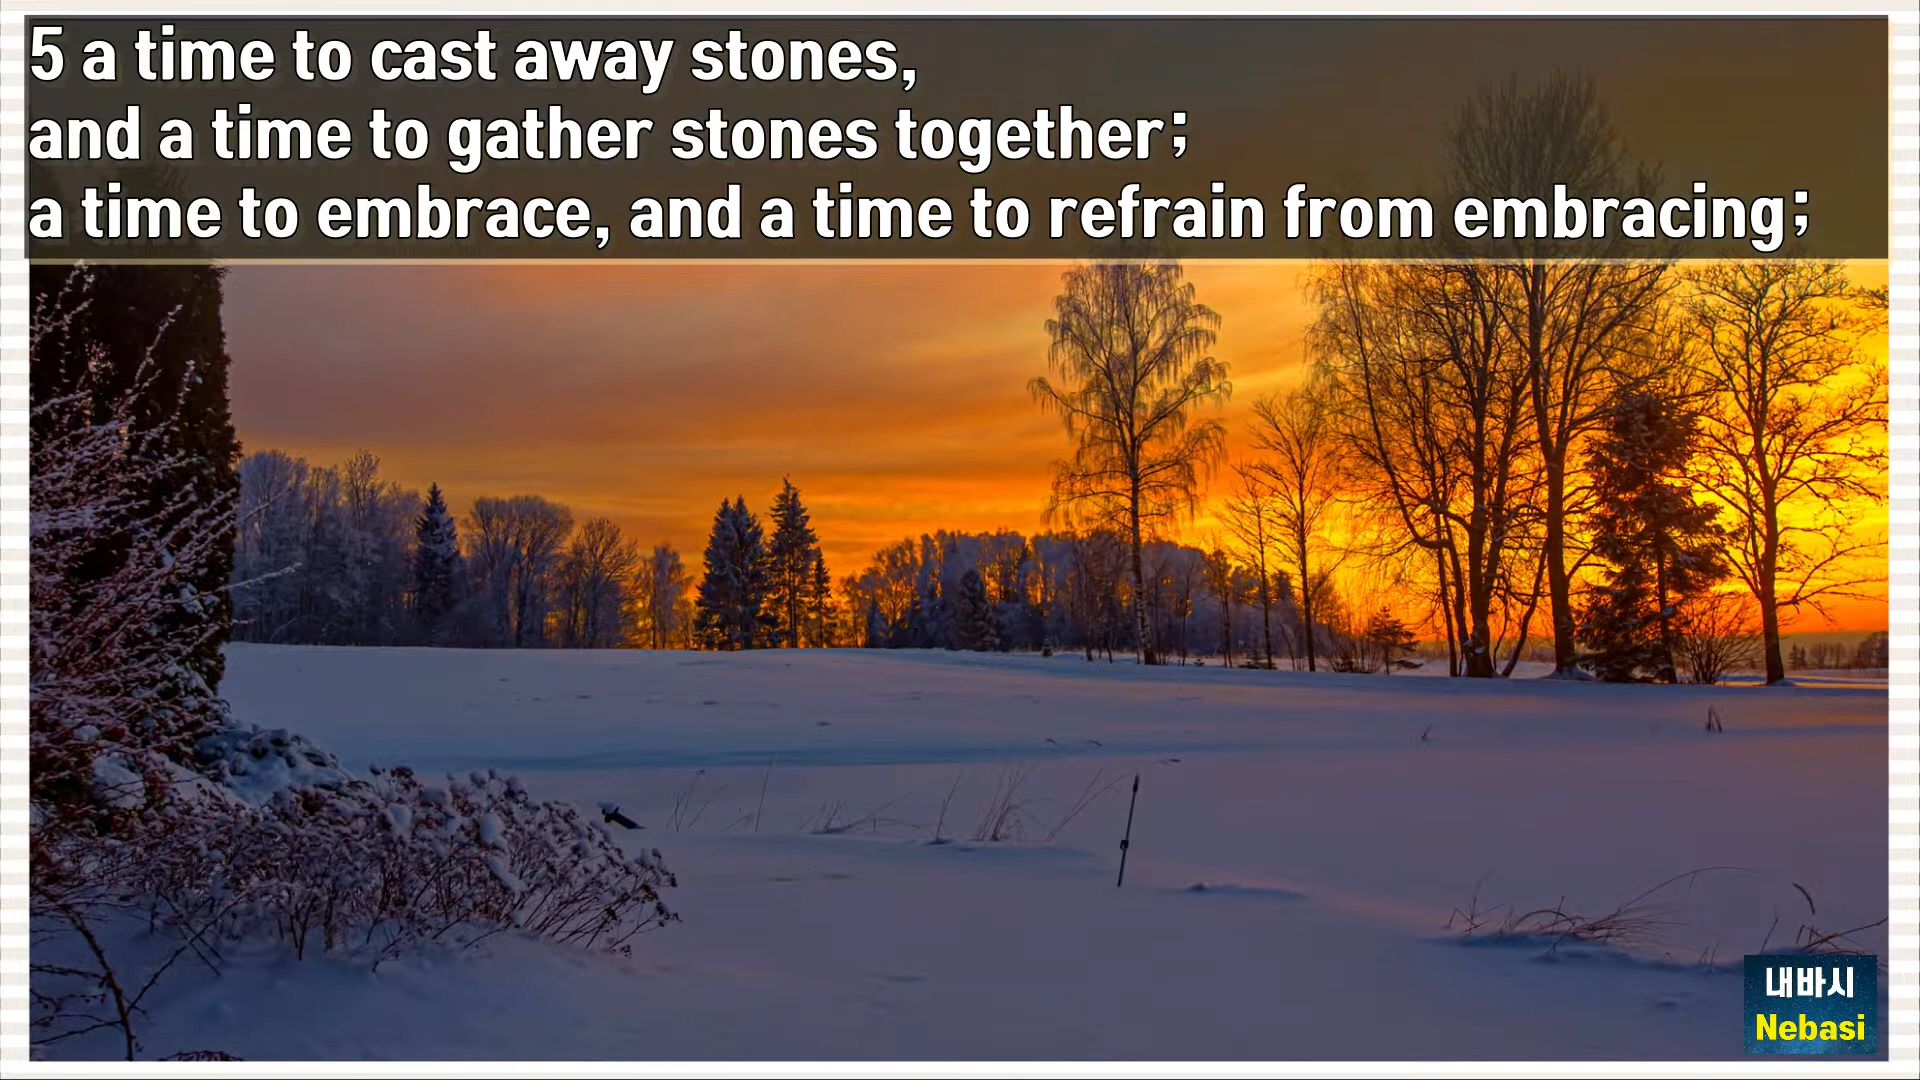 5 a time to cast away stones,
and a time to gather stones together;
a time to embrace, and a time to refrain from embracing;
내바시
Nebasi